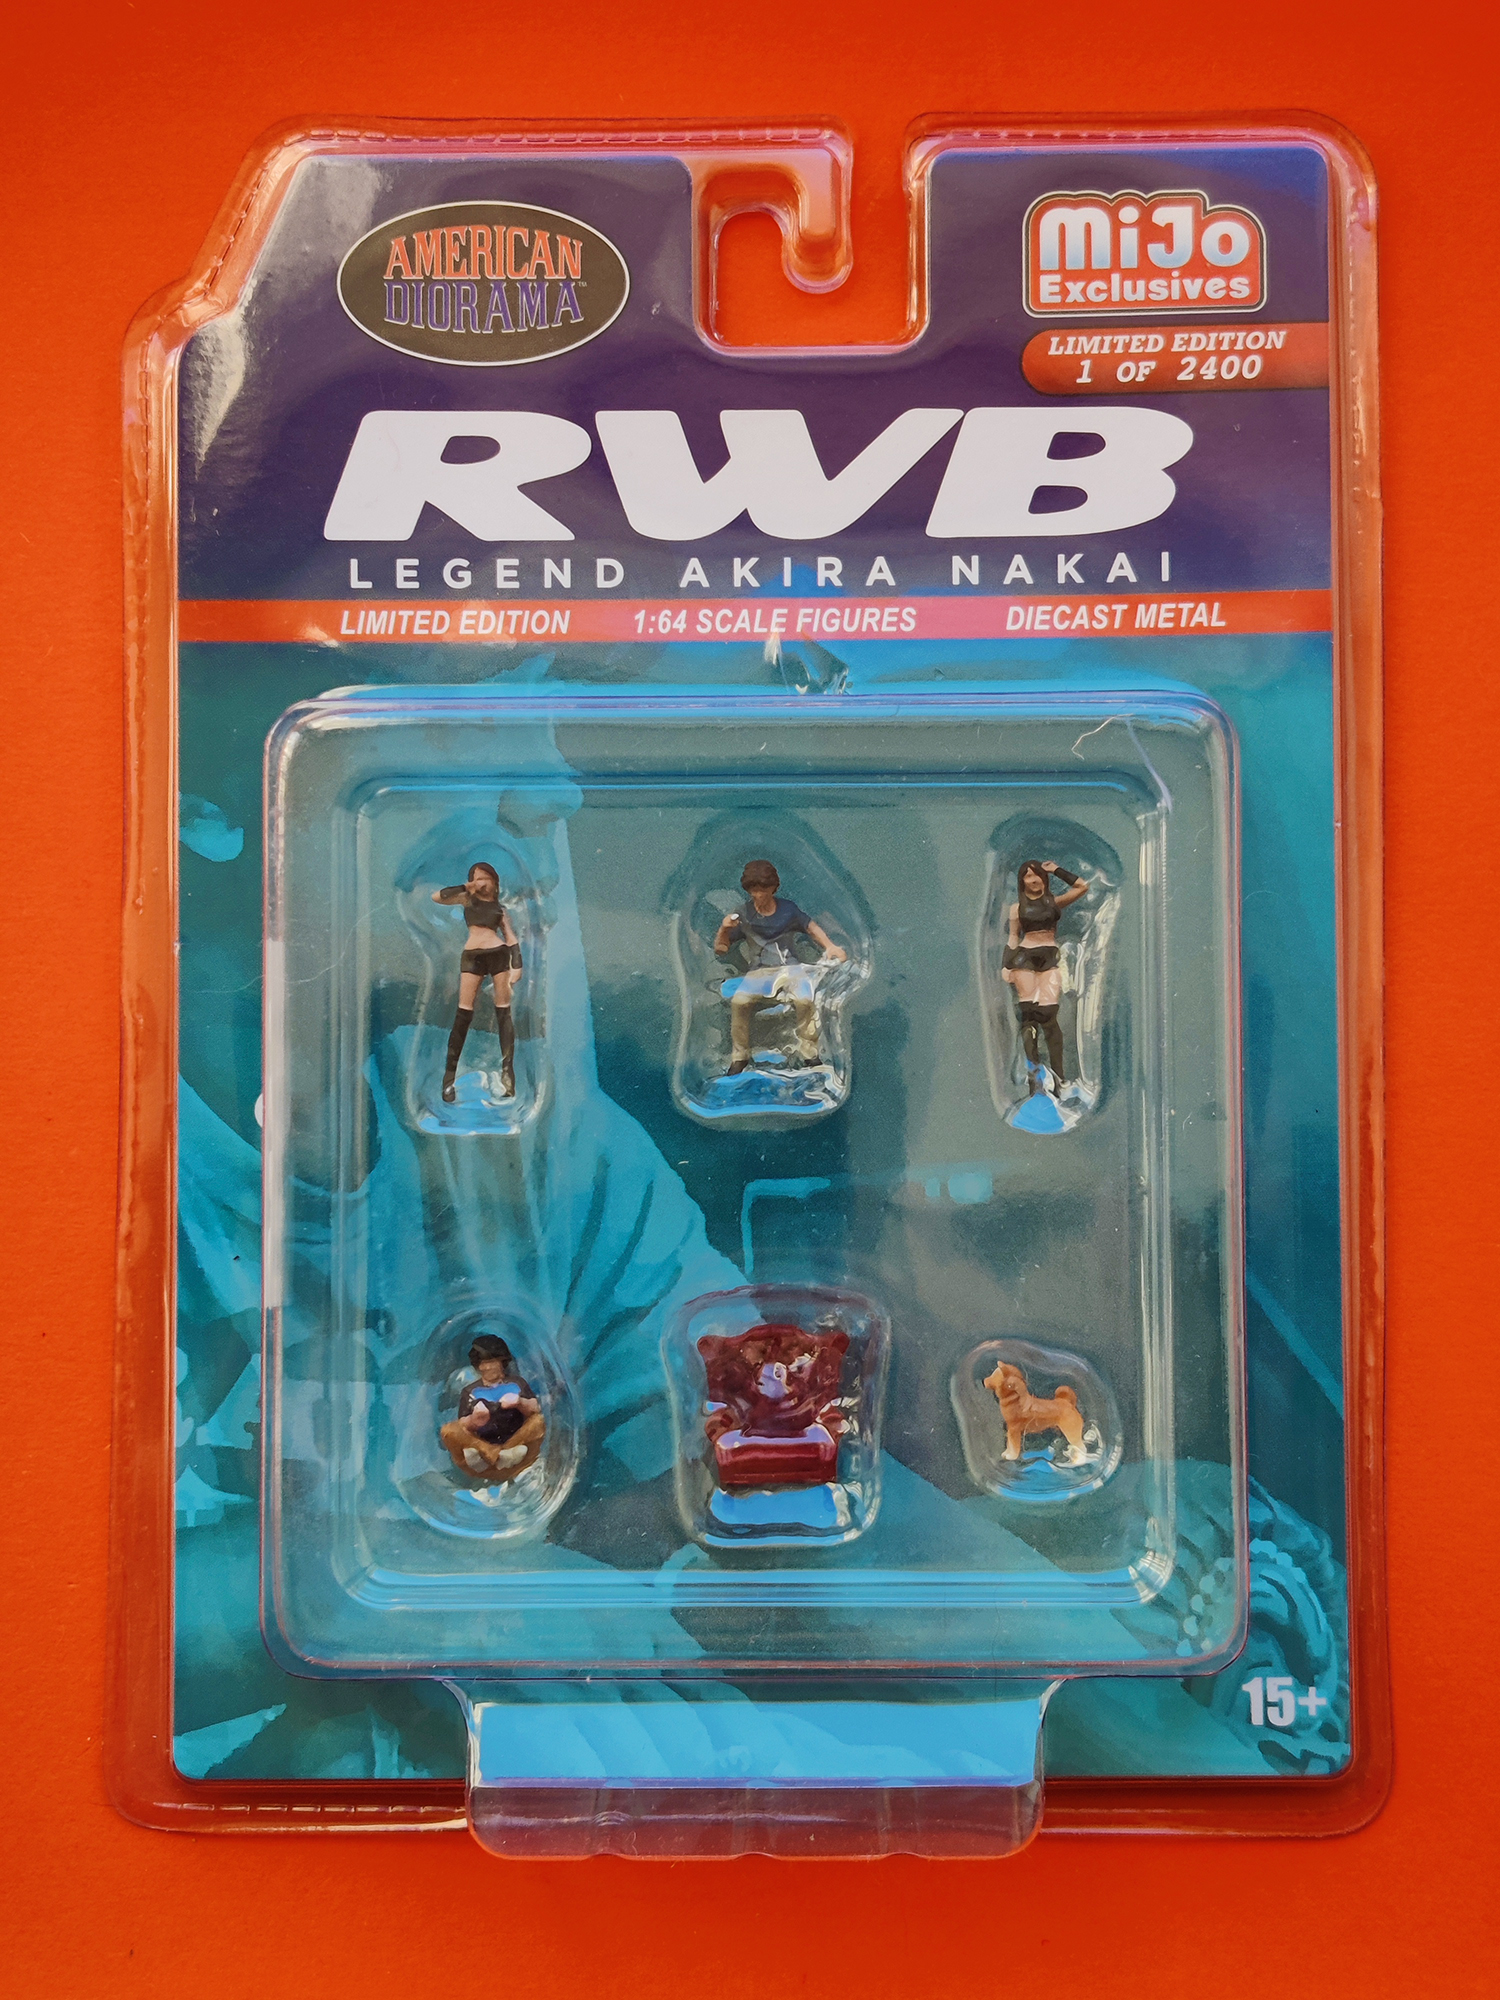 AMERICAN
DIORAMA™
MiJo
Exclusives
LIMITED EDITION
1 OF 2400
RWB
LEGEND AKIRA NAKAI
LIMITED EDITION 1:64 SCALE FIGURES DIECAST METAL
15+